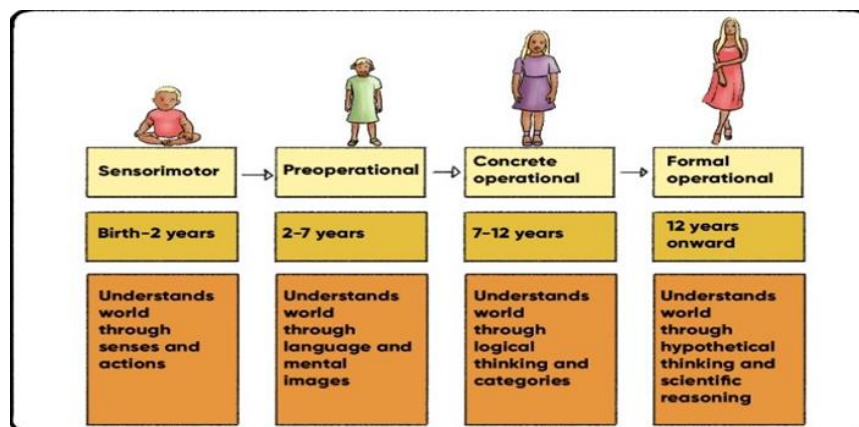 Sensorimotor
Preoperational
Concrete
operational
Formal
operational
Birth-2 years
2-7 years
7-12 years
12 years
onward
Understands
world
through
senses and
actions
Understands
world
through
language and
mental
images
Understands
world
through
logical
thinking and
categories
Understands
world
through
hypothetical
thinking and
scientific
reasoning